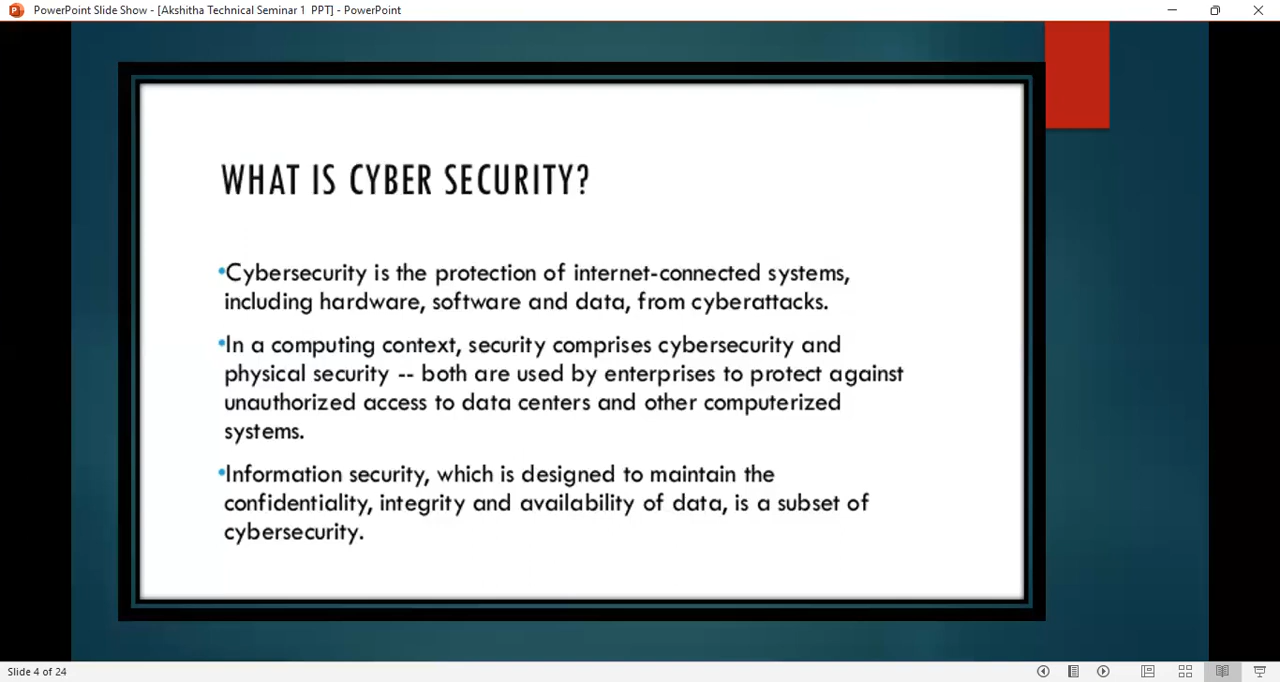 PowerPoint Slide Show - [Akshitha Technical Seminar 1  PPT] - PowerPoint
WHAT IS CYBER SECURITY?
•Cybersecurity is the protection of internet-connected systems,
including hardware, software and data, from cyberattacks.
•In a computing context, security comprises cybersecurity and
physical security -- both are used by enterprises to protect against
unauthorized access to data centers and other computerized
systems.
•Information security, which is designed to maintain the
confidentiality, integrity and availability of data, is a subset of
cybersecurity.
Slide 4 of 24